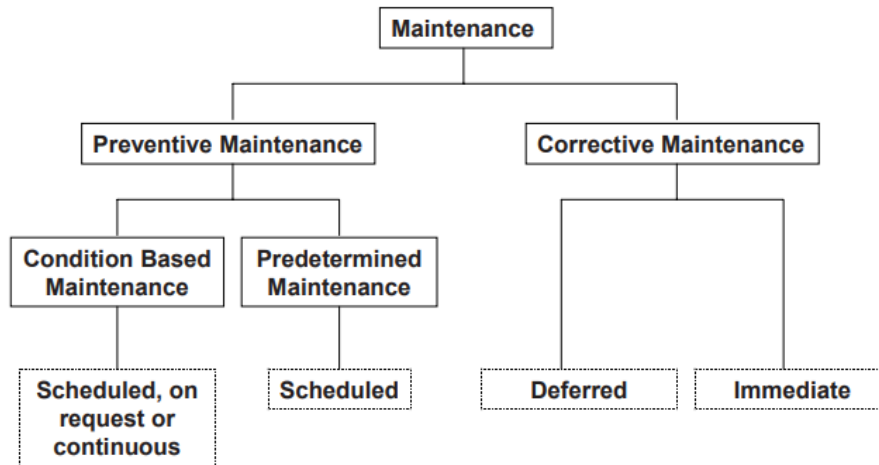 Maintenance
Preventive Maintenance
Corrective Maintenance
Condition Based
Maintenance
Predetermined
Maintenance
Scheduled, on
request or
continuous
Scheduled
Deferred
Immediate